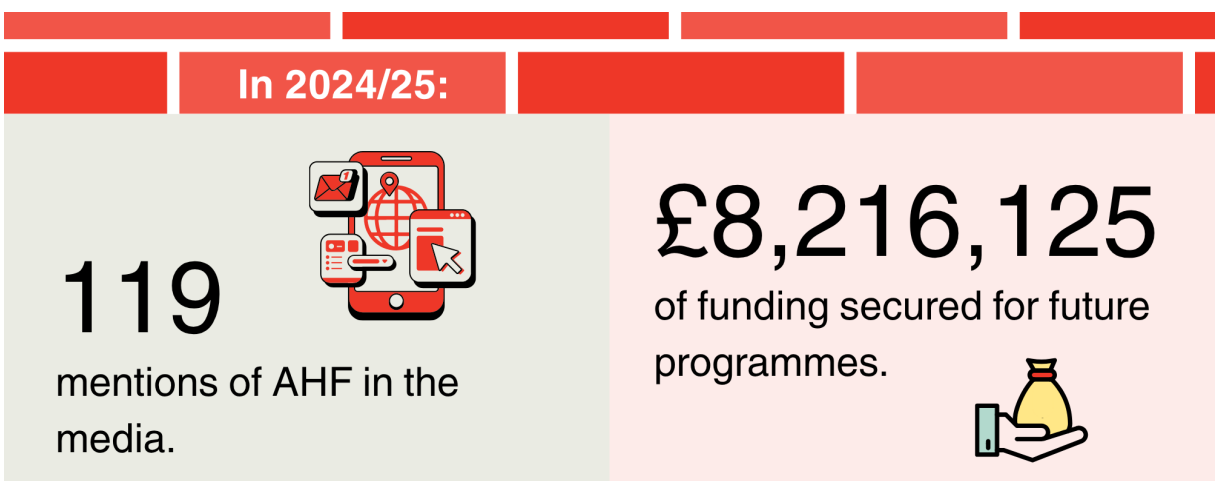 In 2024/25:
119
mentions of AHF in the
media.
£8,216,125
of funding secured for future
programmes.
1